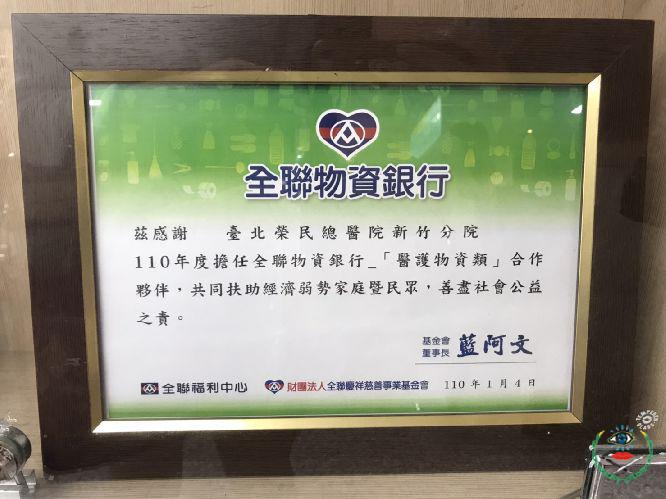 全聯物資銀行
茲感謝 臺北榮民總醫院新竹分院
110年度擔任全聯物資銀行_「醫護物資類」合作
夥伴，共同扶助經濟弱勢家庭暨民眾，善盡社會公益
之責。
基金會
董事長 藍阿文
全聯福利中心 財團法人全聯慶祥慈善事業基金會 110年1月4日